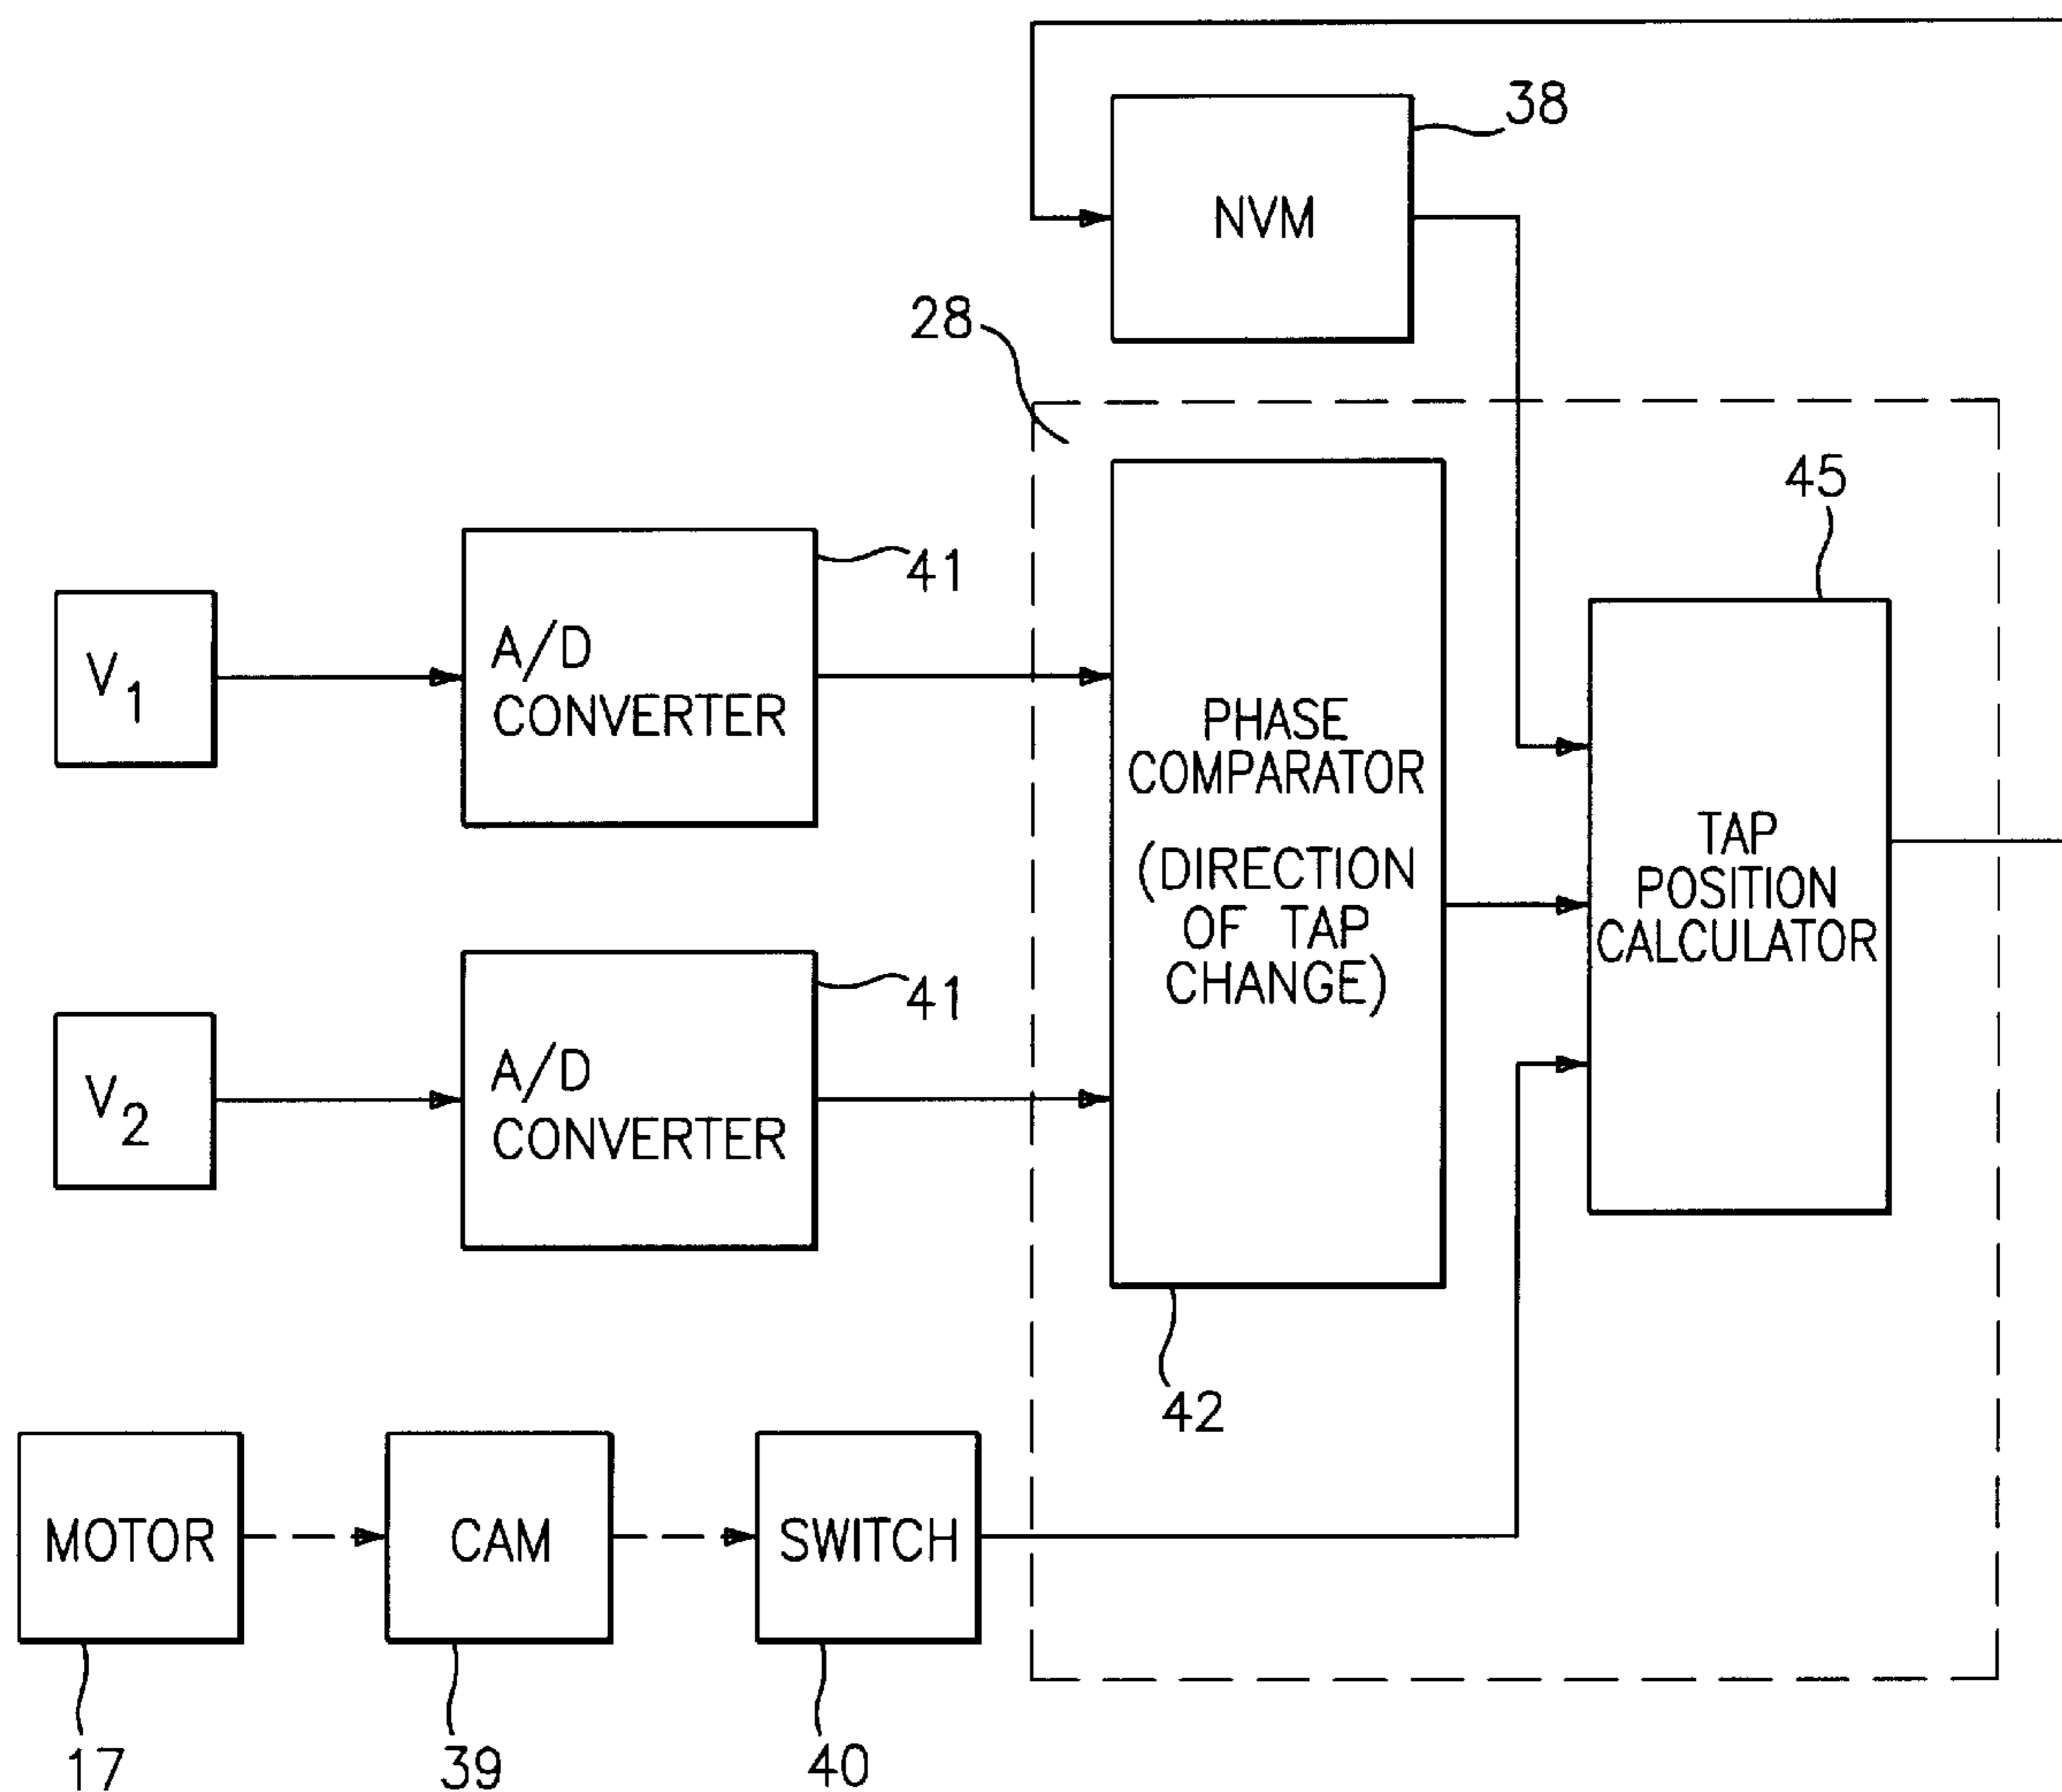 38
NVM
28
45
41
V1
A/D
CONVERTER
PHASE
COMPARATOR
(DIRECTION
OF TAP
CHANGE)
TAP
POSITION
CALCULATOR
41
V2
A/D
CONVERTER
42
MOTOR
CAM
SWITCH
17
39
40